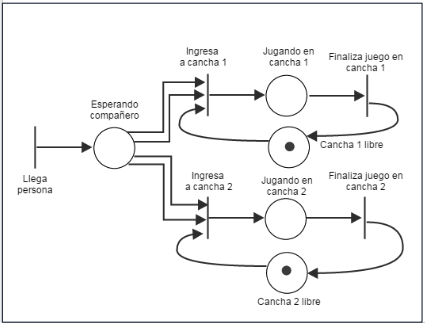 Ingresa
a cancha 1
Jugando en
cancha 1
Finaliza juego en
cancha 1
Esperando
compañero
Cancha 1 libre
Llega
persona
Ingresa
a cancha 2
Jugando en
cancha 2
Finaliza juego en
cancha 2
Cancha 2 libre